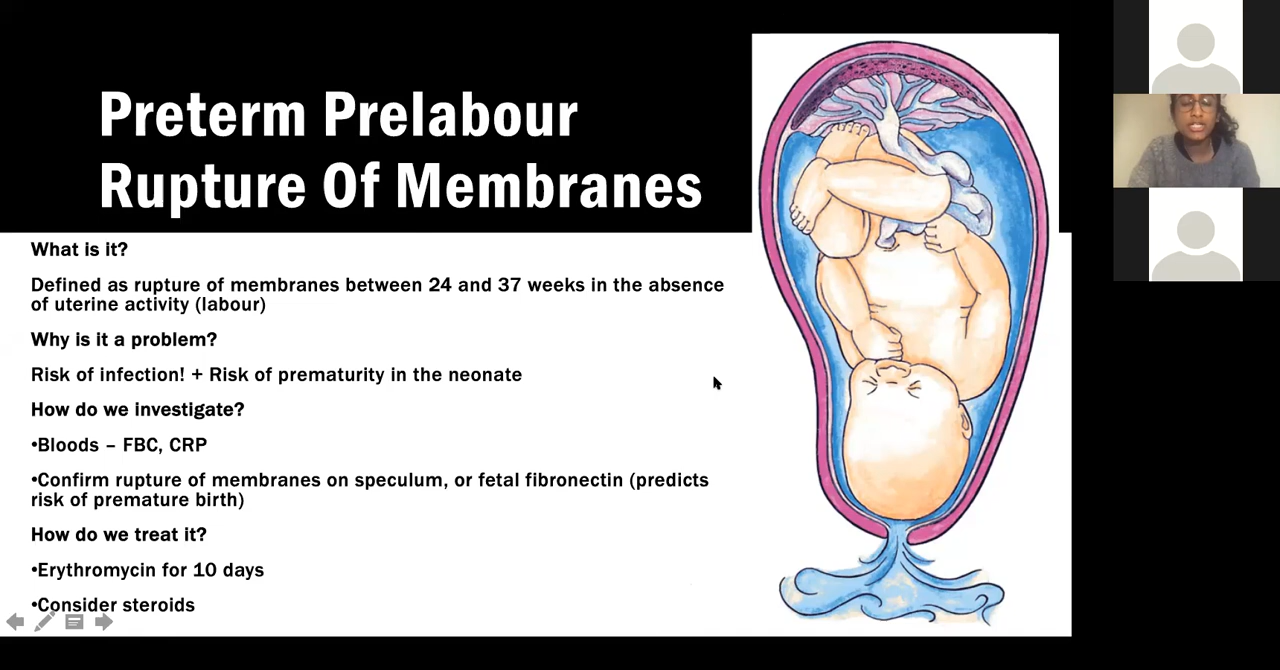 Preterm Prelabour
Rupture Of Membranes
What is it?
Defined as rupture of membranes between 24 and 37 weeks in the absence
of uterine activity (labour)
Why is it a problem?
Risk of infection! + Risk of prematurity in the neonate
How do we investigate?
•Bloods – FBC, CRP
•Confirm rupture of membranes on speculum, or fetal fibronectin (predicts
risk of premature birth)
How do we treat it?
•Erythromycin for 10 days
•Consider steroids